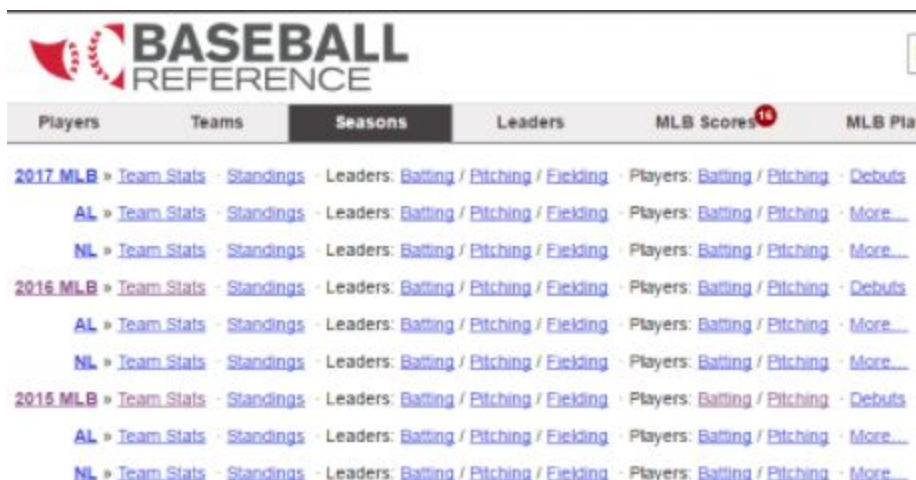 BASEBALL
REFERENCE
Players Teams Seasons Leaders MLB Scores 16 MLB Pla
2017 MLB » Team Stats · Standings · Leaders: Batting / Pitching / Fielding · Players: Batting / Pitching · Debuts
AL » Team Stats · Standings · Leaders: Batting / Pitching / Fielding · Players: Batting / Pitching · More...
NL » Team Stats · Standings · Leaders: Batting / Pitching / Fielding · Players: Batting / Pitching · More...
2016 MLB » Team Stats · Standings · Leaders: Batting / Pitching / Fielding · Players: Batting / Pitching · Debuts
AL » Team Stats · Standings · Leaders: Batting / Pitching / Fielding · Players: Batting / Pitching · More...
NL » Team Stats · Standings · Leaders: Batting / Pitching / Fielding · Players: Batting / Pitching · More...
2015 MLB » Team Stats · Standings · Leaders: Batting / Pitching / Fielding · Players: Batting / Pitching · Debuts
AL » Team Stats · Standings · Leaders: Batting / Pitching / Fielding · Players: Batting / Pitching · More...
NL » Team Stats · Standings · Leaders: Batting / Pitching / Fielding · Players: Batting / Pitching · More...